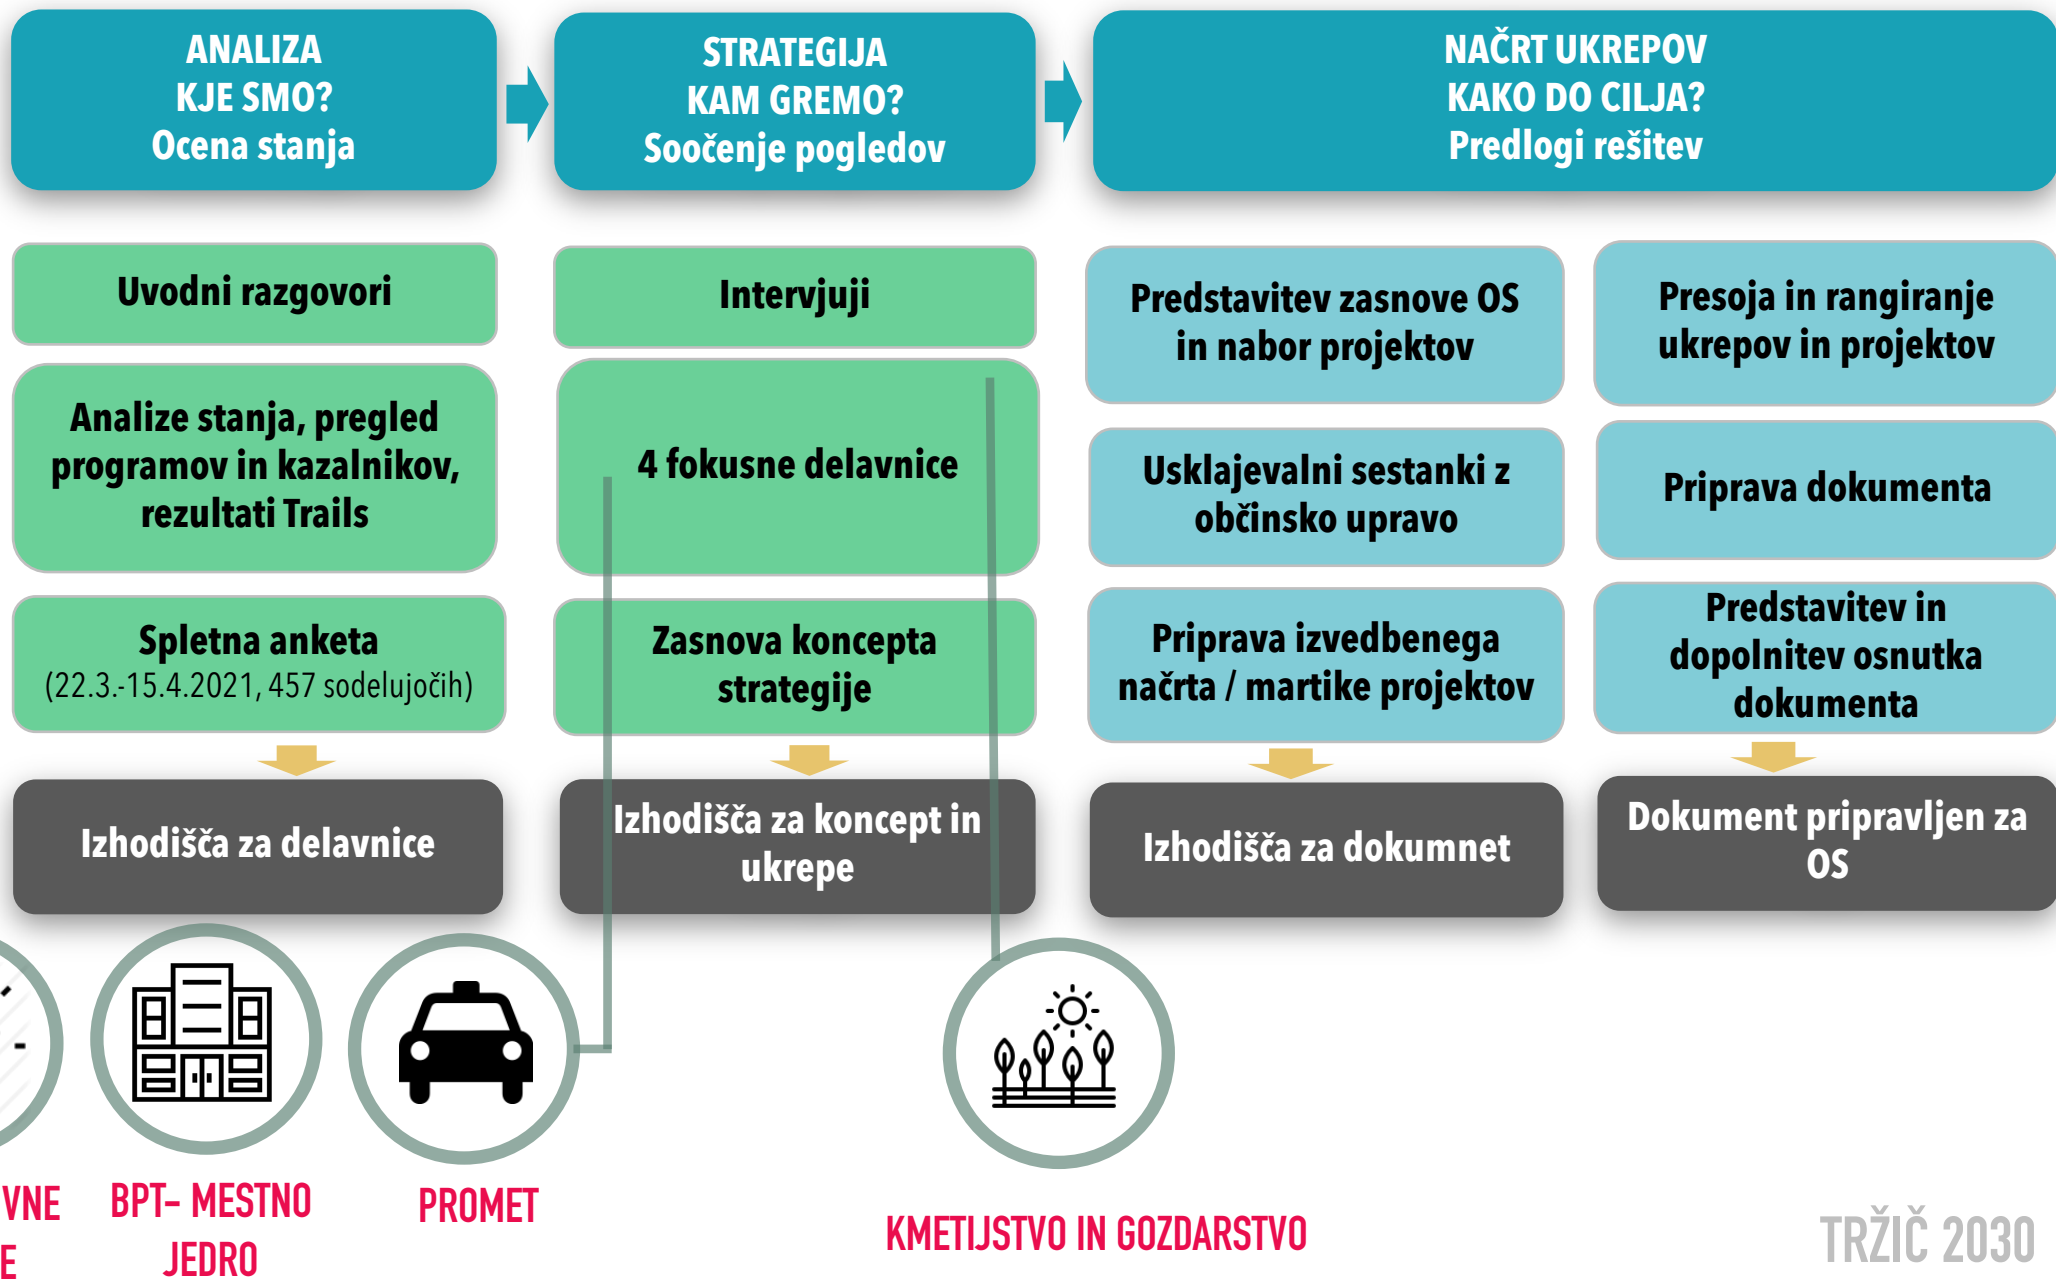 ANALIZA
KJE SMO?
Ocena stanja
STRATEGIJA
KAM GREMO?
Soočenje pogledov
NAČRT UKREPOV
KAKO DO CILJA?
Predlogi rešitev
Uvodni razgovori
Analize stanja, pregled
programov in kazalnikov,
rezultati Trails
Spletna anketa
(22.3.-15.4.2021, 457 sodelujočih)
Izhodišča za delavnice
Intervjuji
4 fokusne delavnice
Zasnova koncepta
strategije
Izhodišča za koncept in
ukrepe
Predstavitev zasnove OS
in nabor projektov
Usklajevalni sestanki z
občinsko upravo
Priprava izvedbenega
načrta / martike projektov
Izhodišča za dokumnet
Presoja in rangiranje
ukrepov in projektov
Priprava dokumenta
Predstavitev in
dopolnitev osnutka
dokumenta
Dokument pripravljen za
OS
VNE
E
BPT– MESTNO
JEDRO
PROMET
KMETIJSTVO IN GOZDARSTVO
TRŽIČ 2030